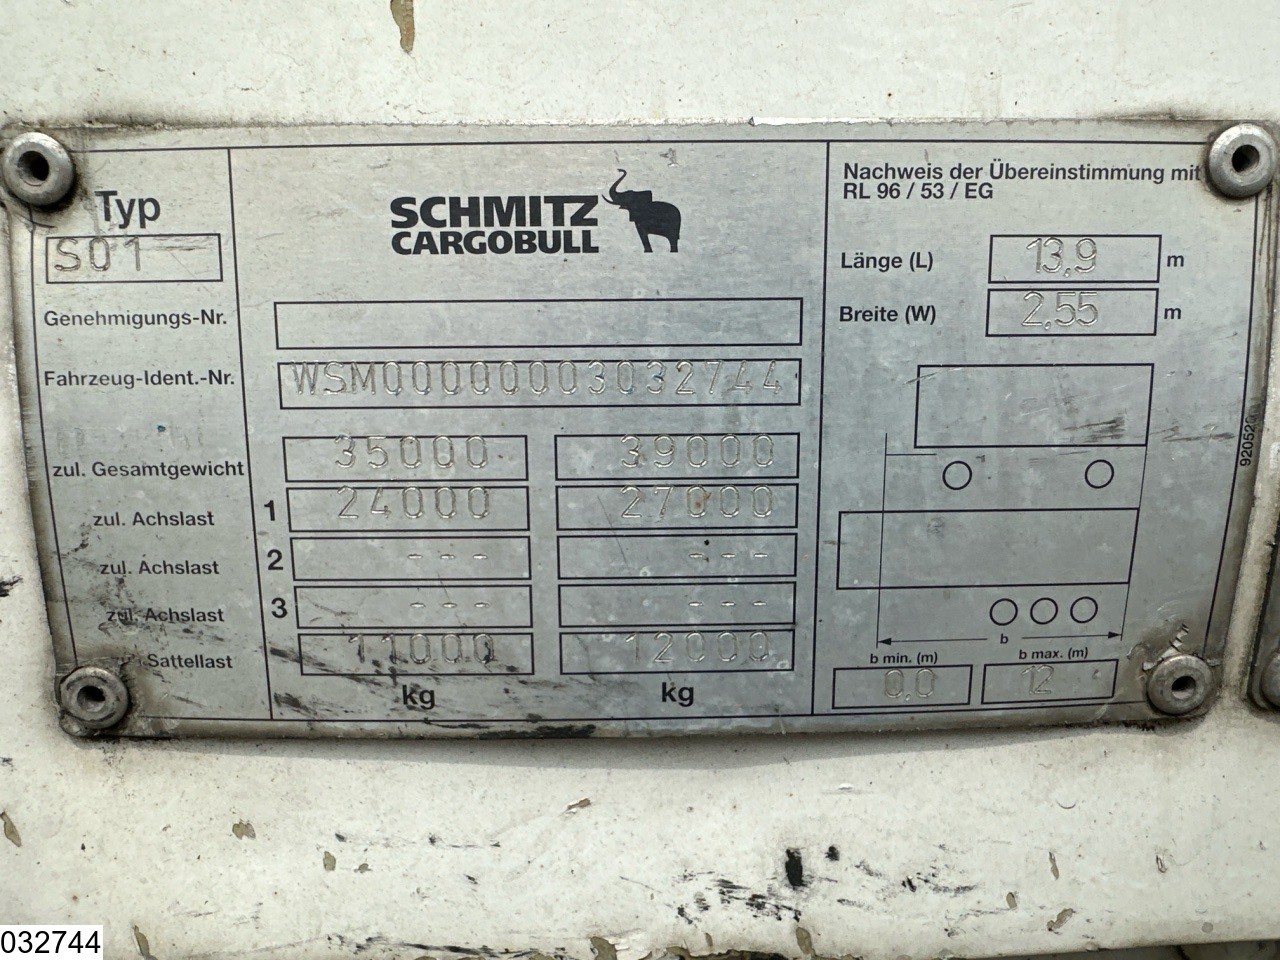 Typ
S01
SCHMITZ
CARGOBULL
Nachweis der Übereinstimmung mit
RL 96 / 53 / EG
Länge (L) 13,9 m
Breite (W) 2,55 m
Genehmigungs-Nr.
Fahrzeug-Ident.-Nr. WSM00000003032744
zul. Gesamtgewicht 35000 39000
zul. Achslast 1 24000 27000
zul. Achslast 2 --- ---
zul. Achslast 3 --- ---
Sattellast 11000 12000
kg kg
b
b min. (m) b max. (m)
0,0 12
032744